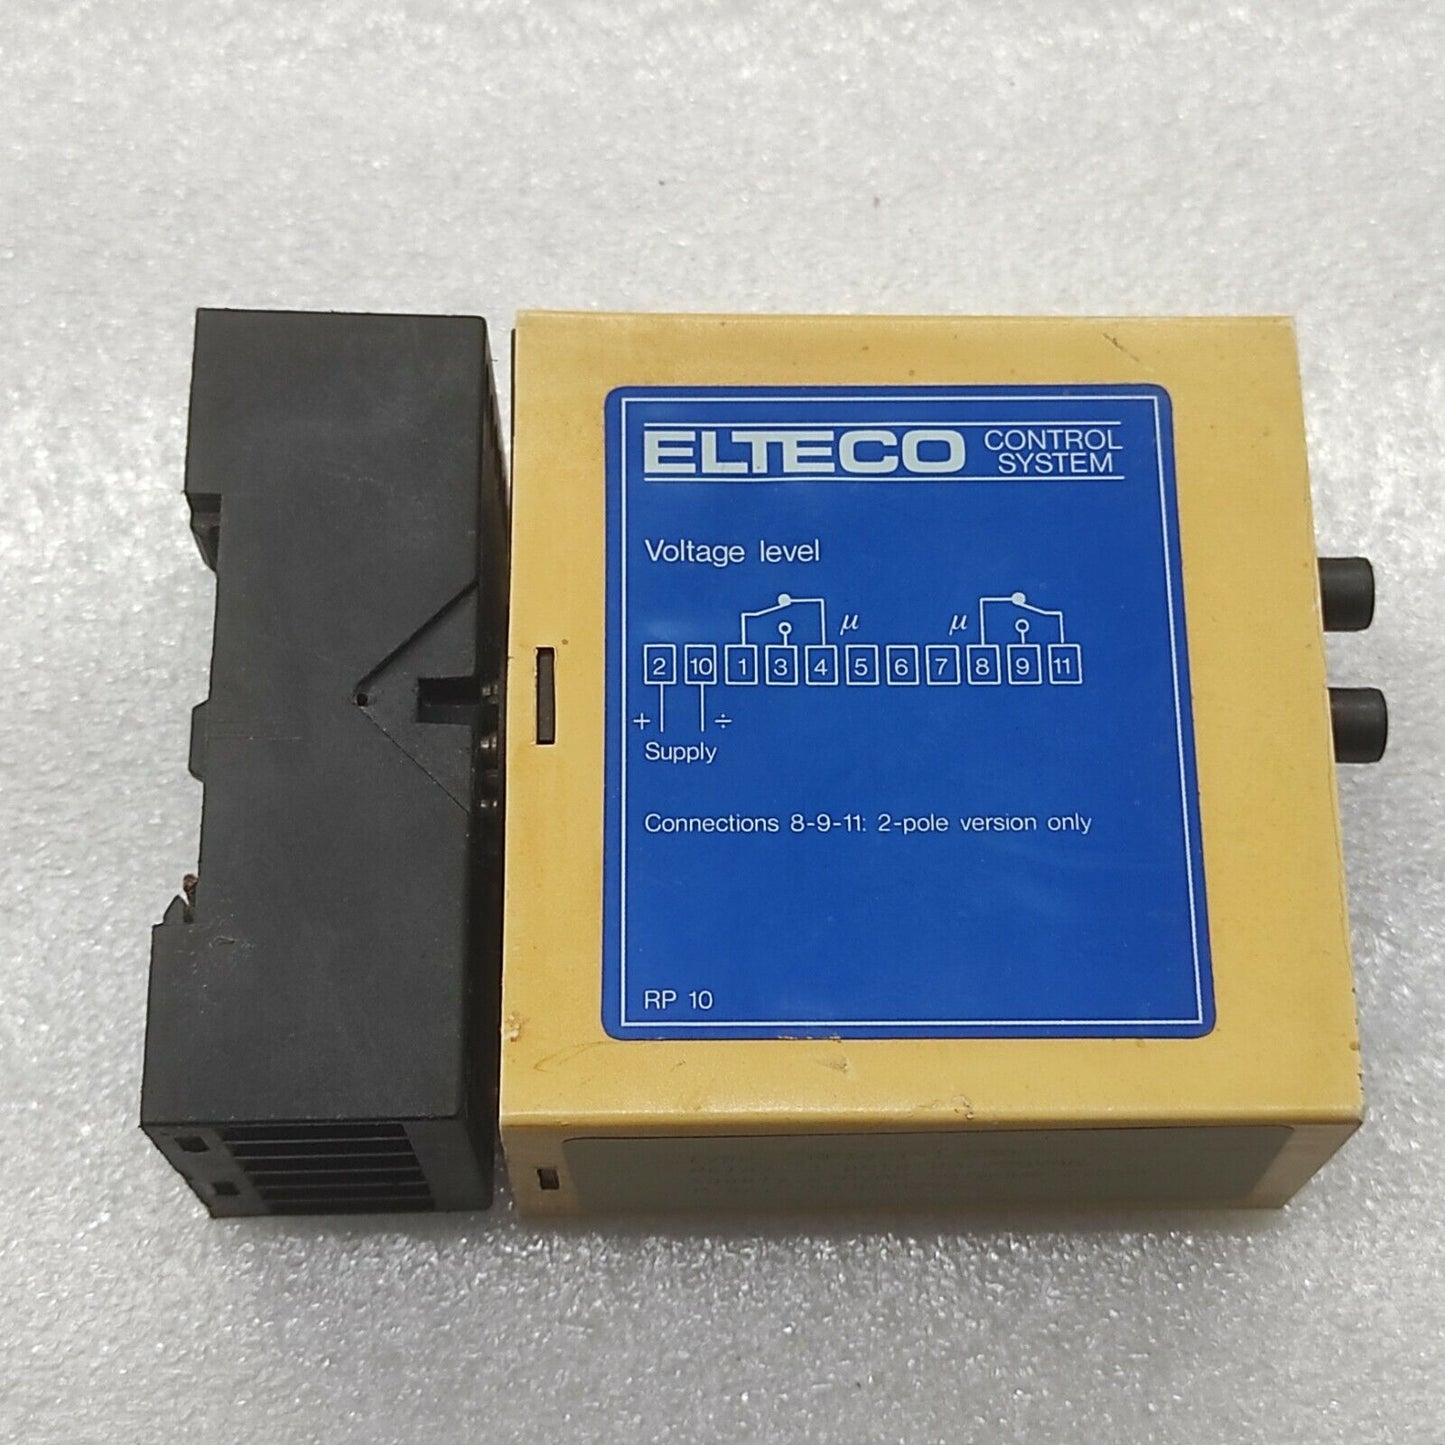 ELTECO CONTROL SYSTEM
Voltage level
μ μ
2 10 1 3 4 5 6 7 8 9 11
+ ÷
Supply
Connections 8-9-11: 2-pole version only
RP 10